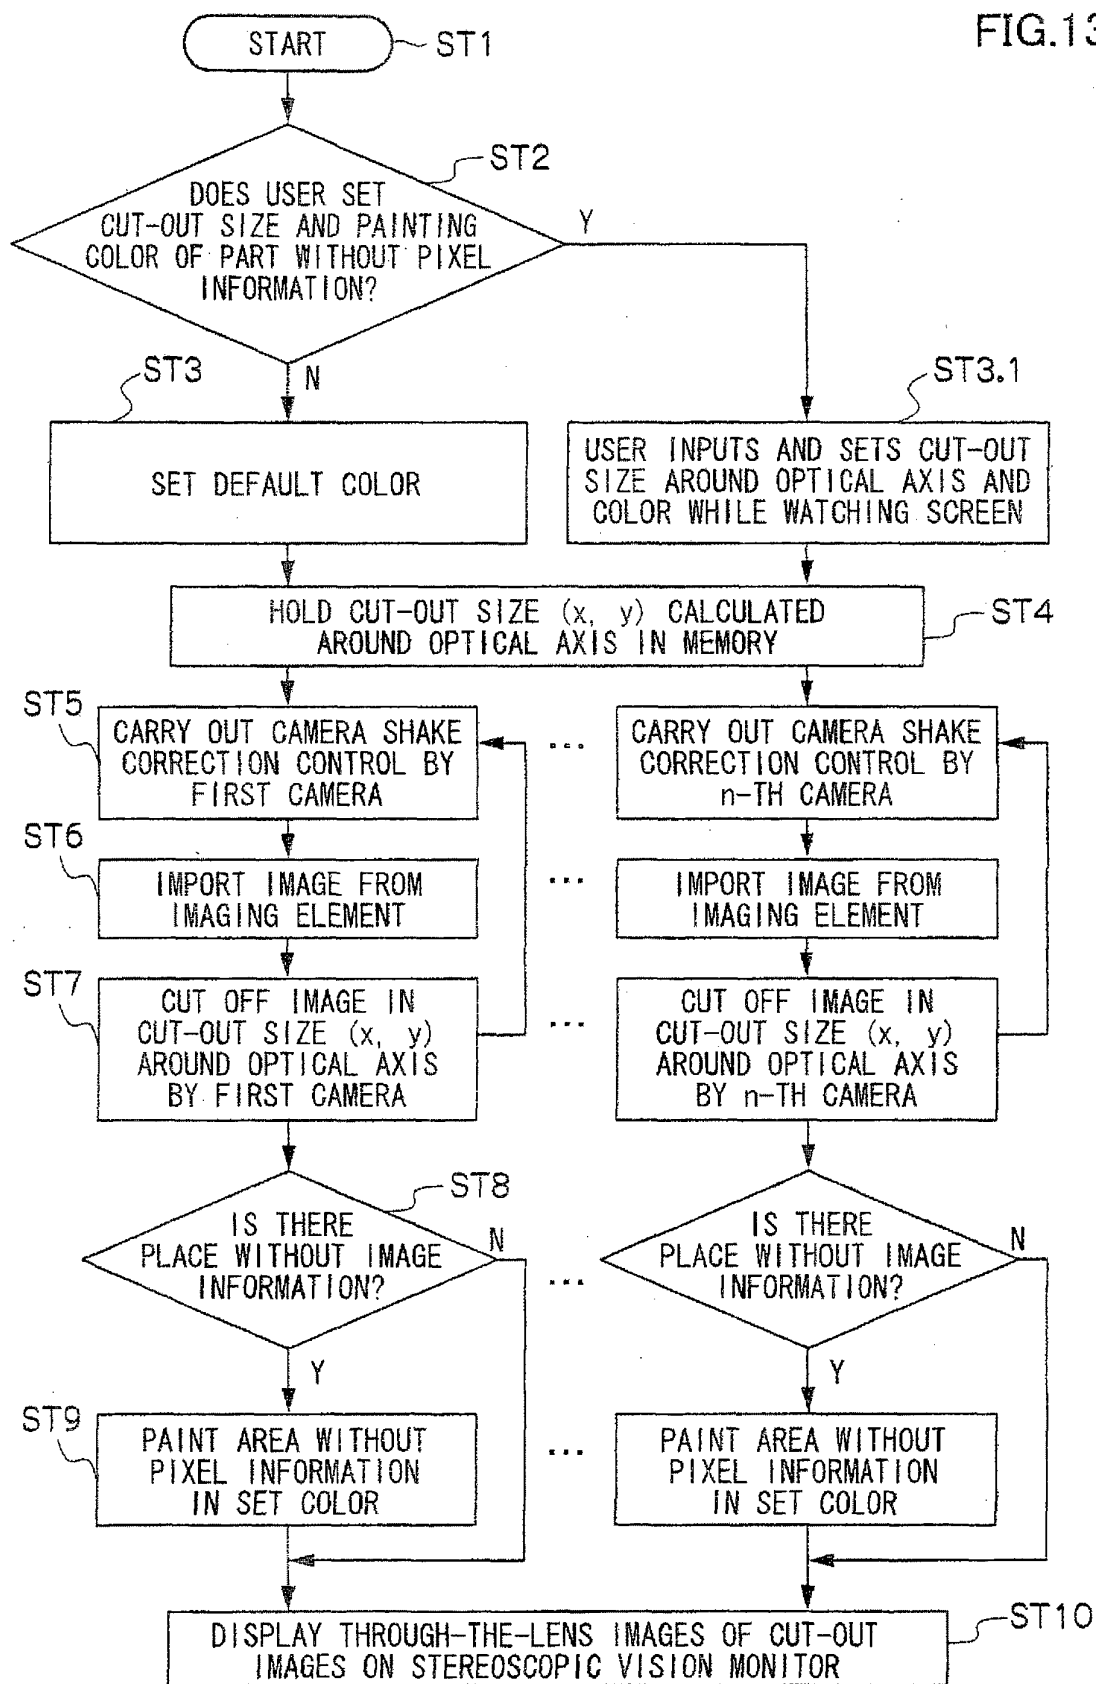 FIG.13
START
ST1
ST2
DOES USER SET
CUT-OUT SIZE AND PAINTING
COLOR OF PART WITHOUT PIXEL
INFORMATION?
Y
N
ST3
SET DEFAULT COLOR
ST3.1
USER INPUTS AND SETS CUT-OUT
SIZE AROUND OPTICAL AXIS AND
COLOR WHILE WATCHING SCREEN
HOLD CUT-OUT SIZE (x, y) CALCULATED
AROUND OPTICAL AXIS IN MEMORY
ST4
ST5
CARRY OUT CAMERA SHAKE
CORRECTION CONTROL BY
FIRST CAMERA
...
CARRY OUT CAMERA SHAKE
CORRECTION CONTROL BY
n-TH CAMERA
ST6
IMPORT IMAGE FROM
IMAGING ELEMENT
...
IMPORT IMAGE FROM
IMAGING ELEMENT
ST7
CUT OFF IMAGE IN
CUT-OUT SIZE (x, y)
AROUND OPTICAL AXIS
BY FIRST CAMERA
...
CUT OFF IMAGE IN
CUT-OUT SIZE (x, y)
AROUND OPTICAL AXIS
BY n-TH CAMERA
ST8
IS THERE
PLACE WITHOUT IMAGE
INFORMATION?
N
Y
...
IS THERE
PLACE WITHOUT IMAGE
INFORMATION?
N
Y
ST9
PAINT AREA WITHOUT
PIXEL INFORMATION
IN SET COLOR
...
PAINT AREA WITHOUT
PIXEL INFORMATION
IN SET COLOR
DISPLAY THROUGH-THE-LENS IMAGES OF CUT-OUT
IMAGES ON STEREOSCOPIC VISION MONITOR
ST10